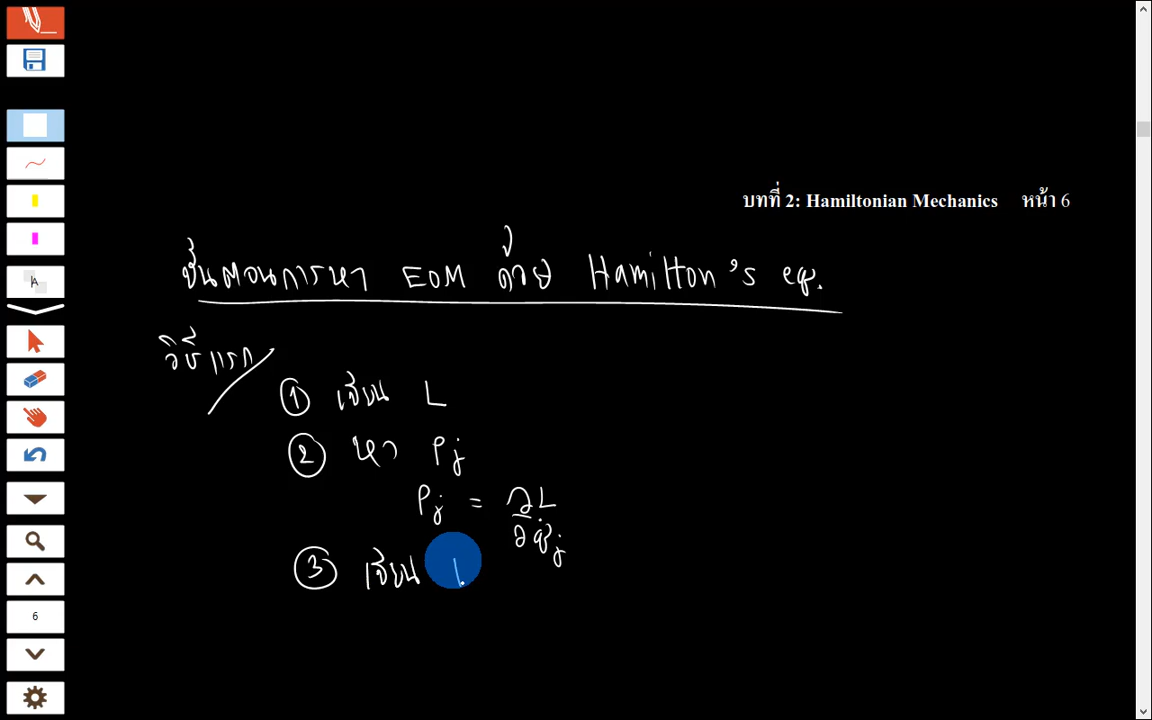 บทที่ 2: Hamiltonian Mechanics หน้า 6
ขั้นตอนการหา EOM ด้วย Hamilton's eq.
วิธีแรก
① เขียน L
② หา Pj
Pj = ∂L/∂q̇j
③ เขียน
6